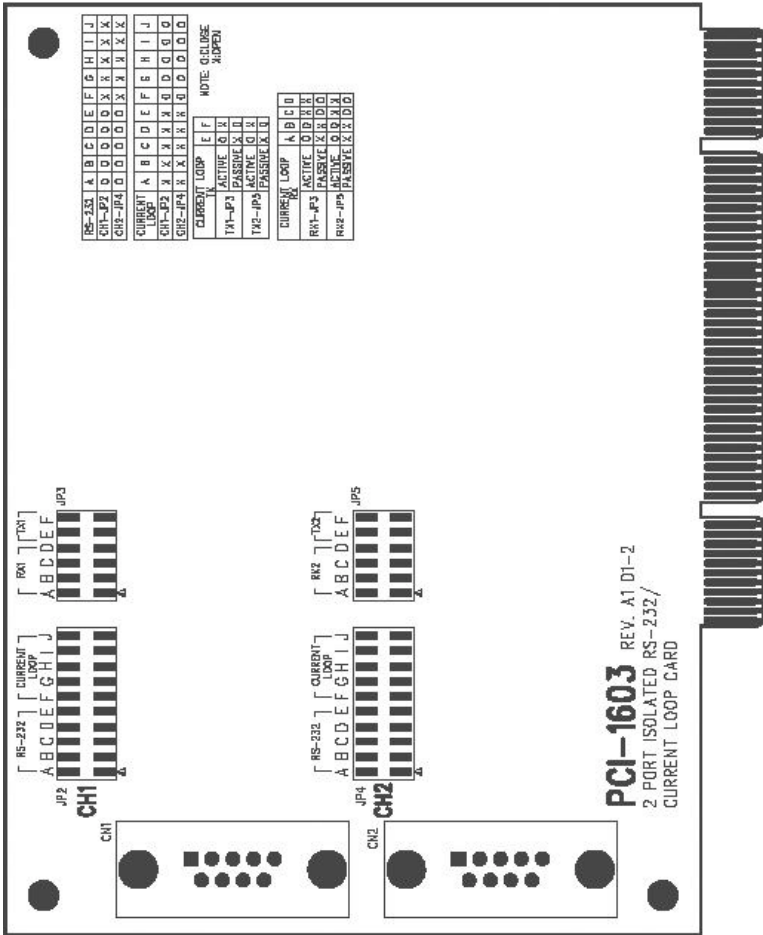 RS-232 A B C D E F G H I J
CH1-JP2 O O O O O X X X X X
CH2-JP4 O O O O O X X X X X
CURRENT LOOP A B C D E F G H I J
CH1-JP2 X X X X X O O O O O
CH2-JP4 X X X X X O O O O O
NOTE: O:CLOSE
X:OPEN
CURRENT LOOP
TX E F
TX1-JP3 ACTIVE O X
PASSIVE X O
TX2-JP5 ACTIVE O X
PASSIVE X O
CURRENT LOOP
RX A B C D
RX1-JP3 ACTIVE O O X X
PASSIVE X X O O
RX2-JP5 ACTIVE O O X X
PASSIVE X X O O
RX1 TX1
A B C D E F
JP3
RS-232 CURRENT LOOP
A B C D E F G H I J
JP2
CH1
CN1
RX2 TX2
A B C D E F
JP5
RS-232 CURRENT LOOP
A B C D E F G H I J
JP4
CH2
CN2
PCI-1603 REV. A1 01-2
2 PORT ISOLATED RS-232/
CURRENT LOOP CARD